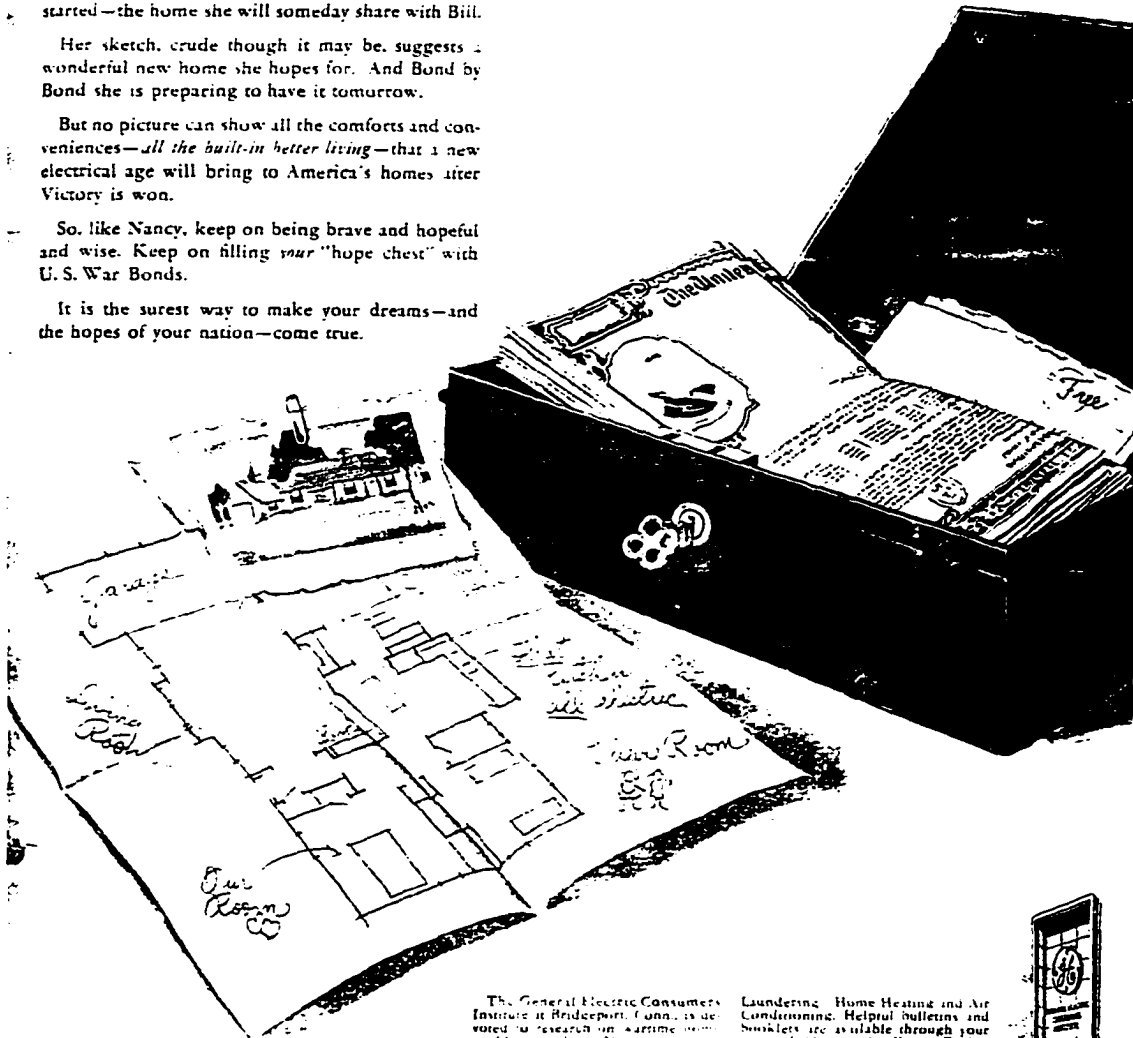 started—the home she will someday share with Bill.
Her sketch, crude though it may be, suggests
wonderful new home she hopes for. And Bond by
Bond she is preparing to have it tomorrow.
But no picture can show all the comforts and con-
veniences—all the built-in better living—that a new
electrical age will bring to America's homes after
Victory is won.
So, like Nancy, keep on being brave and hopeful
and wise. Keep on filling your "hope chest" with
U. S. War Bonds.
It is the surest way to make your dreams—and
the hopes of your nation—come true.
The United
Free
Garage
Living
Room
all electric
Their Room
Our
Room
GE
The General Electric Consumers
Institute at Bridgeport, Conn., is de-
voted to research on wartime
Laundering, Home Heating and Air
Conditioning. Helpful bulletins and
booklets are available through your